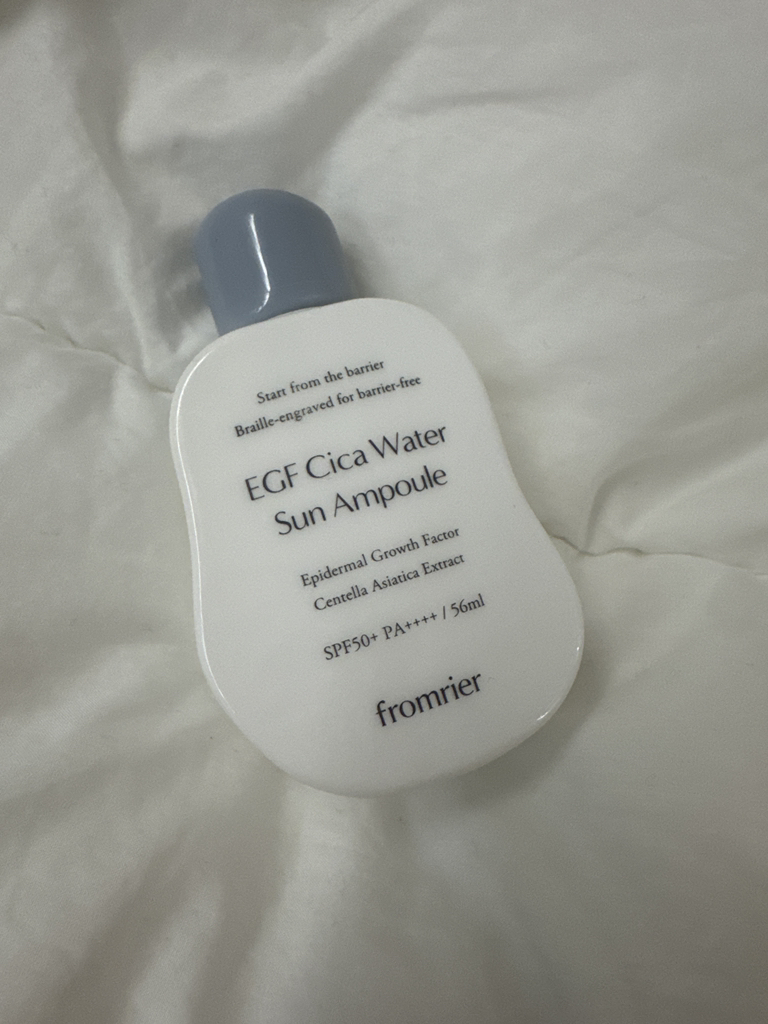 Start from the barrier
Braille-engraved for barrier-free
EGF Cica Water
Sun Ampoule
Epidermal Growth Factor
Centella Asiatica Extract
SPF50+ PA++++ / 56ml
fromrier